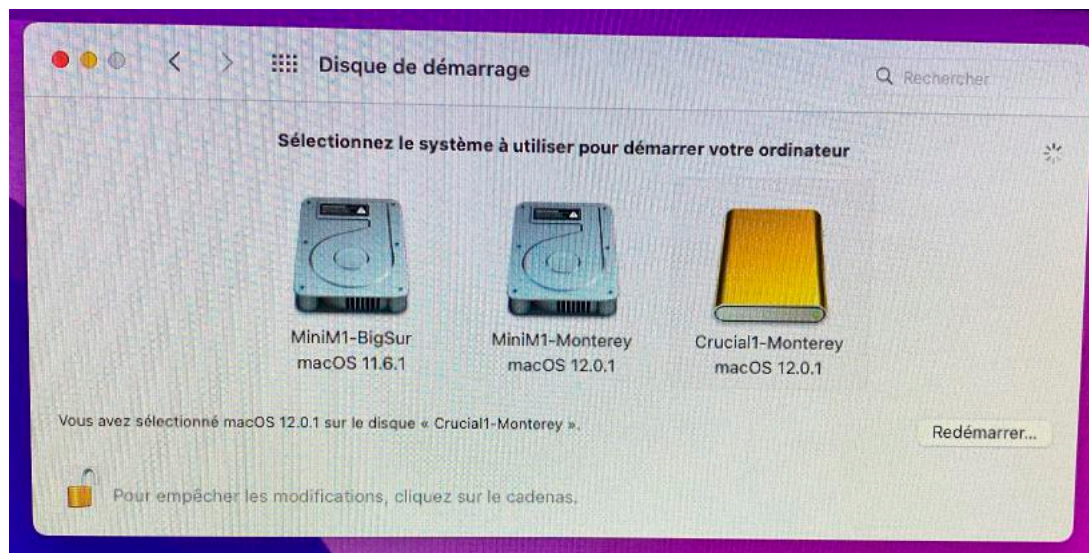 Disque de démarrage
Rechercher
Sélectionnez le système à utiliser pour démarrer votre ordinateur
MiniM1-BigSur
macOS 11.6.1
MiniM1-Monterey
macOS 12.0.1
Crucial1-Monterey
macOS 12.0.1
Vous avez sélectionné macOS 12.0.1 sur le disque « Crucial1-Monterey ».
Redémarrer...
Pour empêcher les modifications, cliquez sur le cadenas.